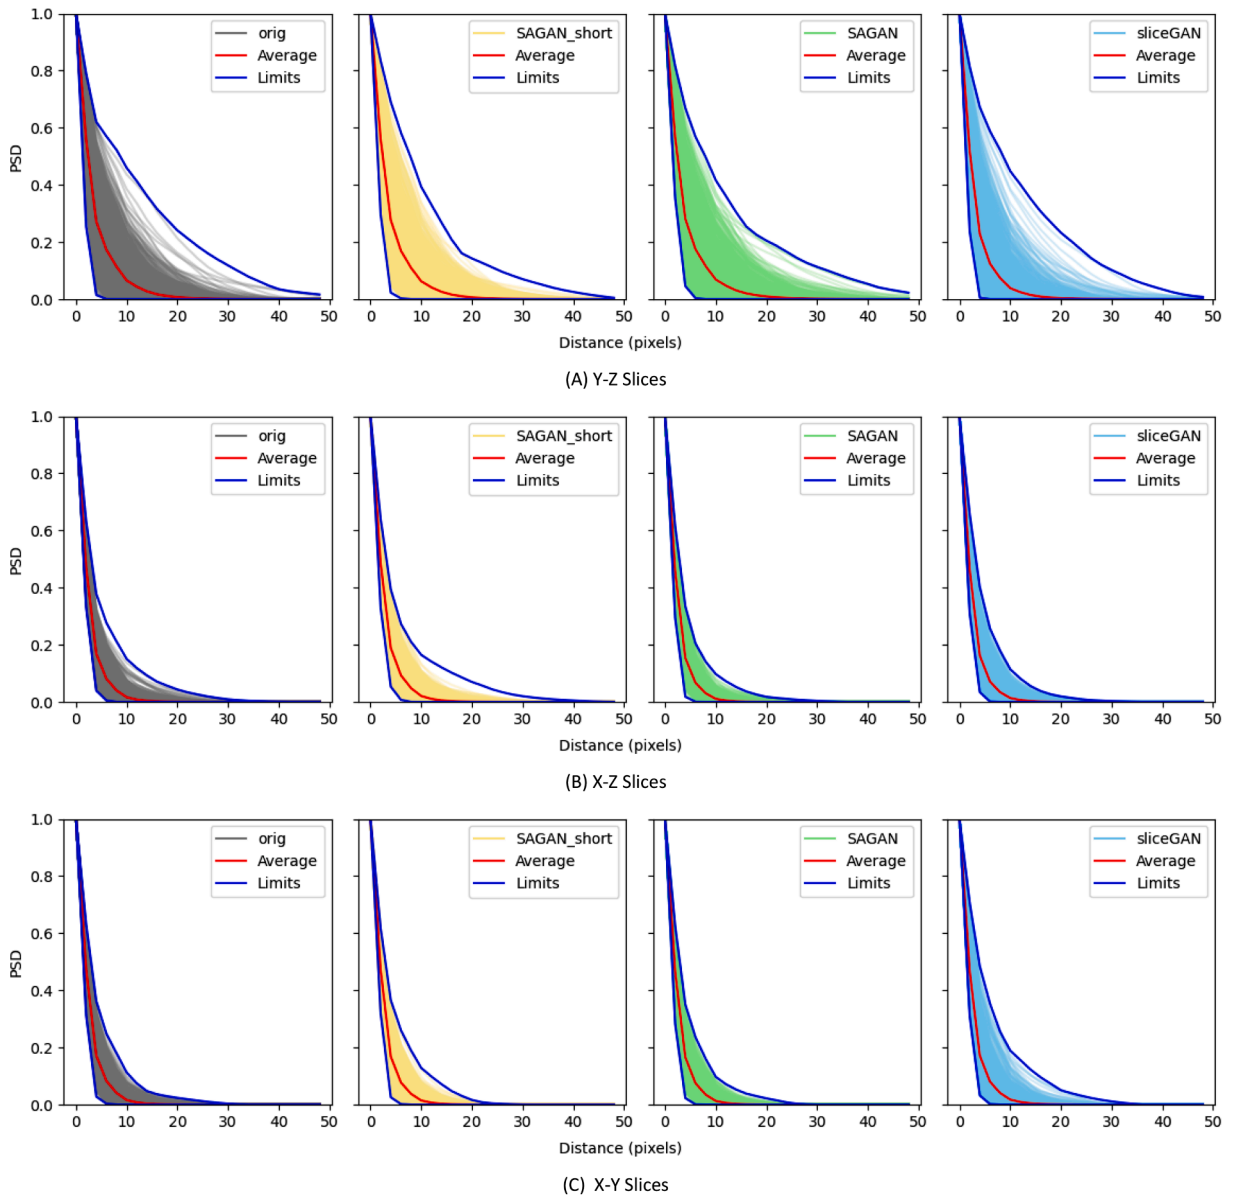 1.0
0.8
0.6
0.4
0.2
0.0
PSD
orig
Average
Limits
SAGAN_short
Average
Limits
SAGAN
Average
Limits
sliceGAN
Average
Limits
0 10 20 30 40 50 0 10 20 30 40 50 0 10 20 30 40 50 0 10 20 30 40 50
Distance (pixels)
(A) Y-Z Slices
1.0
0.8
0.6
0.4
0.2
0.0
PSD
orig
Average
Limits
SAGAN_short
Average
Limits
SAGAN
Average
Limits
sliceGAN
Average
Limits
0 10 20 30 40 50 0 10 20 30 40 50 0 10 20 30 40 50 0 10 20 30 40 50
Distance (pixels)
(B) X-Z Slices
1.0
0.8
0.6
0.4
0.2
0.0
PSD
orig
Average
Limits
SAGAN_short
Average
Limits
SAGAN
Average
Limits
sliceGAN
Average
Limits
0 10 20 30 40 50 0 10 20 30 40 50 0 10 20 30 40 50 0 10 20 30 40 50
Distance (pixels)
(C) X-Y Slices